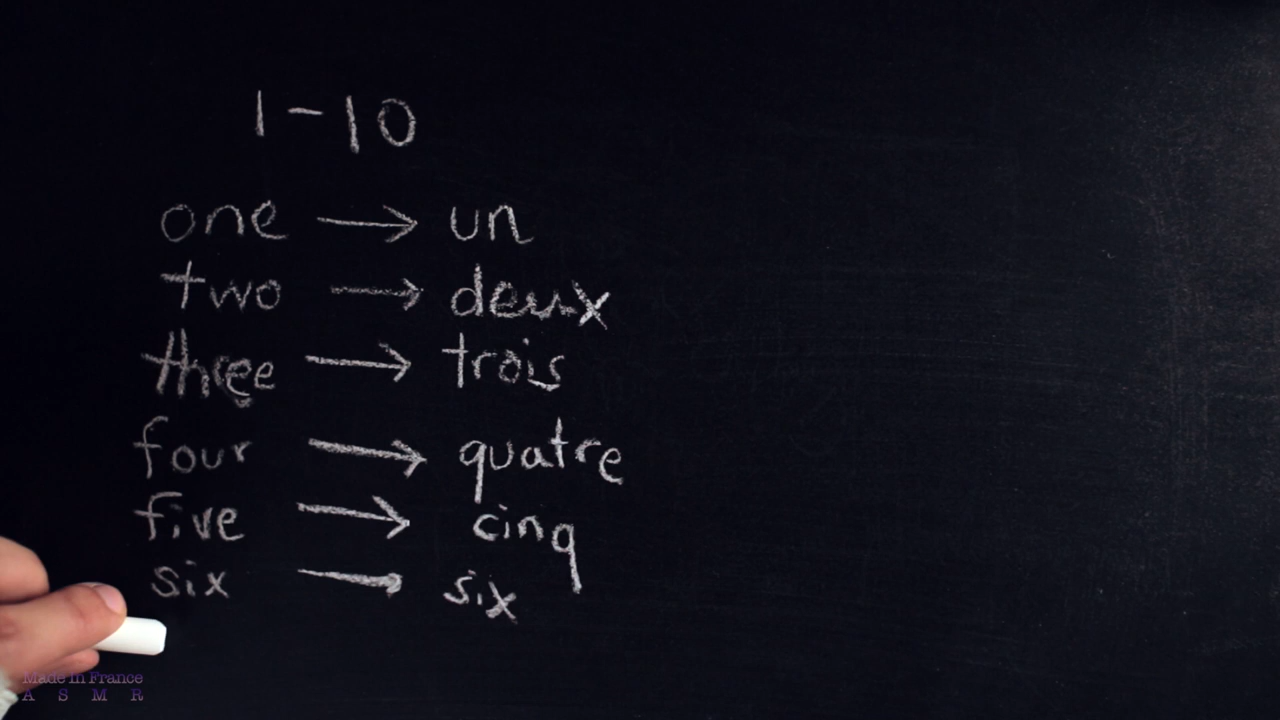 1-10
one → un
two → deux
three → trois
four → quatre
five → cinq
six → six
Made in France
A S M R